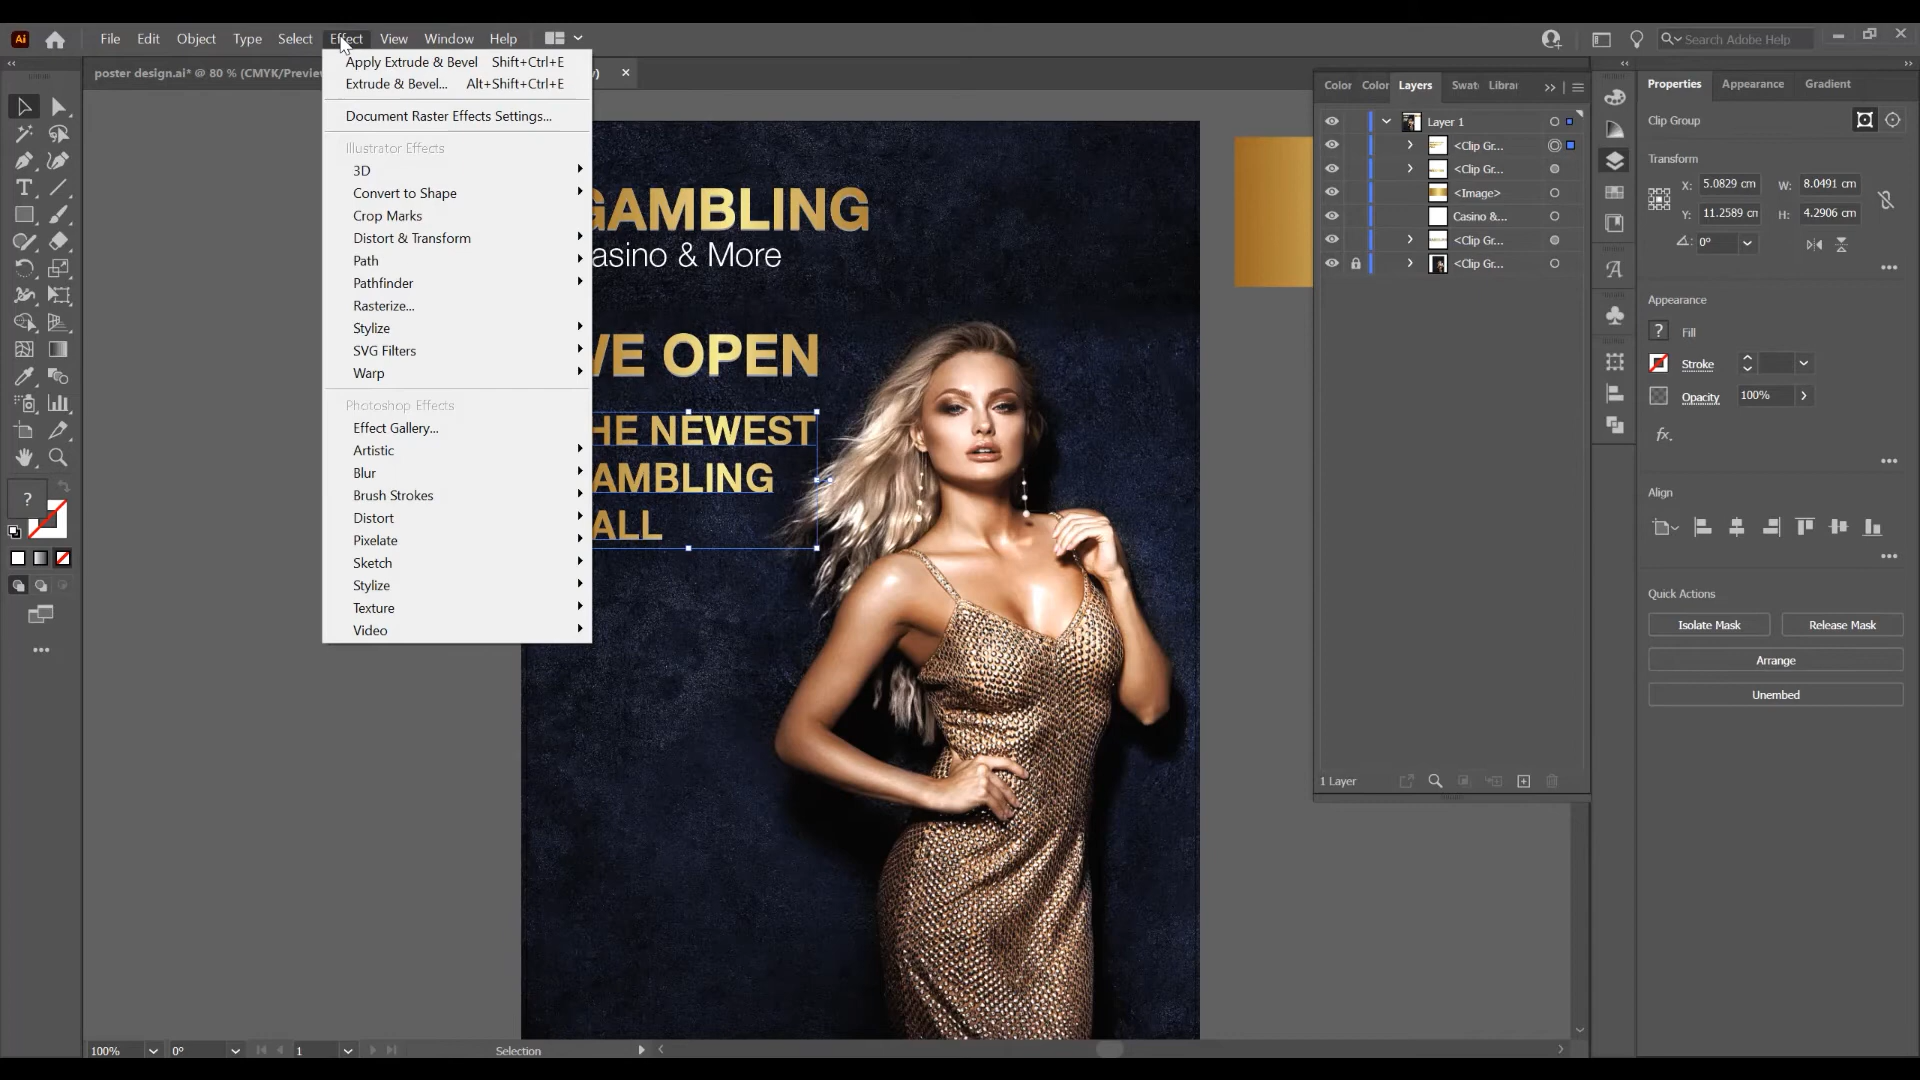 Ai File Edit Object Type Select Effect View Window Help
Search Adobe Help
poster design.ai* @ 80 % (CMYK/Preview
Apply Extrude & Bevel Shift+Ctrl+E
Extrude & Bevel... Alt+Shift+Ctrl+E
Document Raster Effects Settings...
Illustrator Effects
3D
Convert to Shape
Crop Marks
Distort & Transform
Path
Pathfinder
Rasterize...
Stylize
SVG Filters
Warp
Photoshop Effects
Effect Gallery...
Artistic
Blur
Brush Strokes
Distort
Pixelate
Sketch
Stylize
Texture
Video
GAMBLING
asino & More
WE OPEN
HE NEWEST
AMBLING
ALL
Color Color Layers Swat Librar
Layer 1
<Clip Gr...
<Clip Gr...
<Image>
Casino &...
<Clip Gr...
<Clip Gr...
1 Layer
Properties Appearance Gradient
Clip Group
Transform
X: 5.0829 cm W: 8.0491 cm
Y: 11.2589 cm H: 4.2906 cm
0°
Appearance
? Fill
Stroke
Opacity 100%
fx.
Align
Quick Actions
Isolate Mask Release Mask
Arrange
Unembed
?
100% 0° 1 Selection